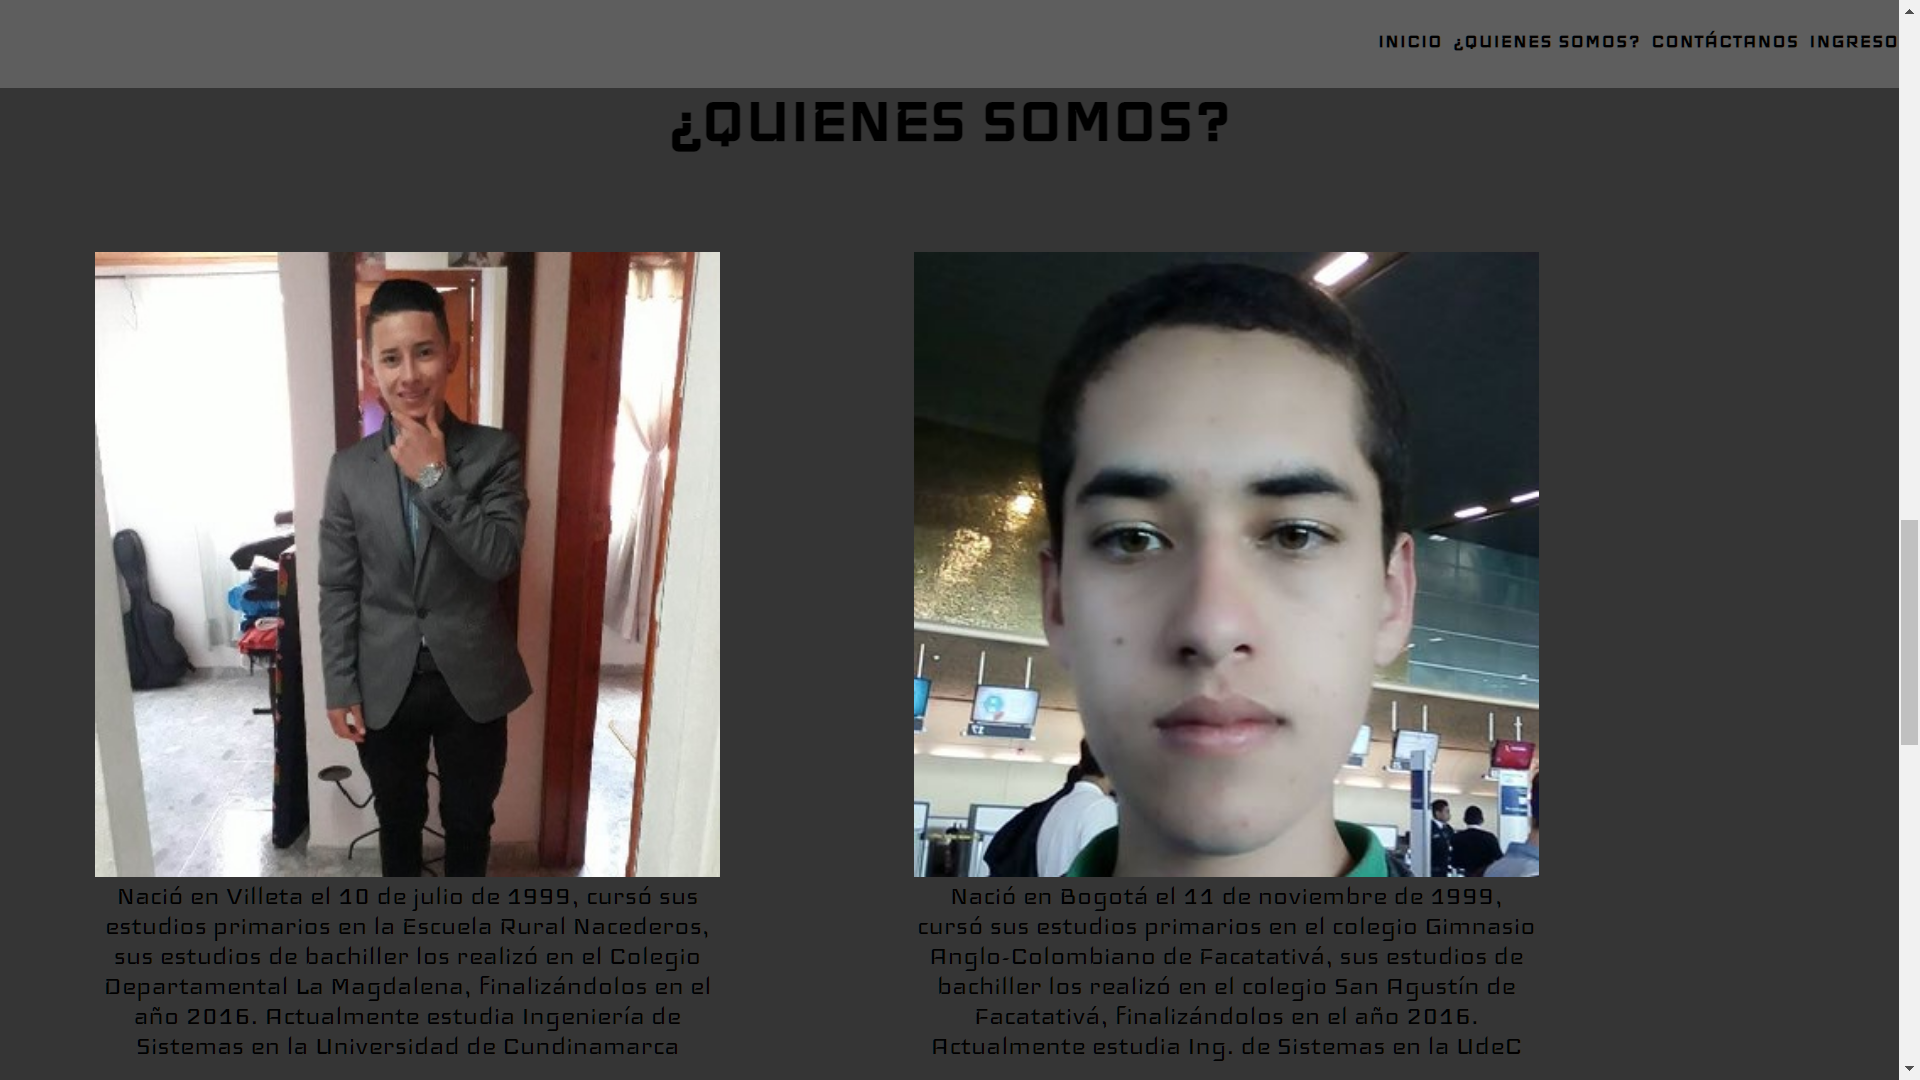 INICIO ¿QUIENES SOMOS? CONTÁCTANOS INGRESO
¿QUIENES SOMOS?
Nació en Villeta el 10 de julio de 1999, cursó sus
estudios primarios en la Escuela Rural Nacederos,
sus estudios de bachiller los realizó en el Colegio
Departamental La Magdalena, finalizándolos en el
año 2016. Actualmente estudia Ingeniería de
Sistemas en la Universidad de Cundinamarca
Nació en Bogotá el 11 de noviembre de 1999,
cursó sus estudios primarios en el colegio Gimnasio
Anglo-Colombiano de Facatativá, sus estudios de
bachiller los realizó en el colegio San Agustín de
Facatativá, finalizándolos en el año 2016.
Actualmente estudia Ing. de Sistemas en la UdeC